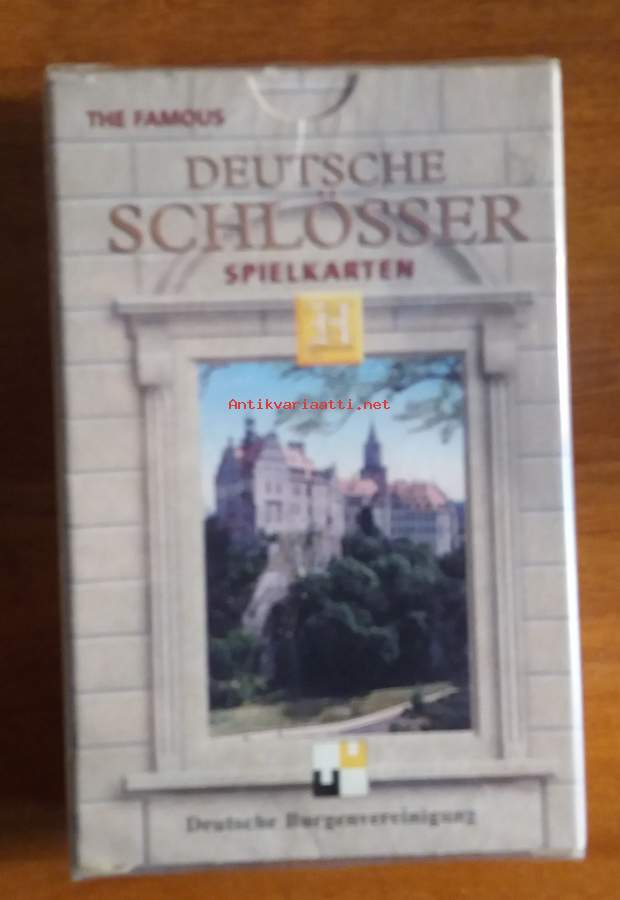 THE FAMOUS
DEUTSCHE
SCHLÖSSER
SPIELKARTEN
H
Antikvariaatti.net
Deutsche Burgenvereinigung